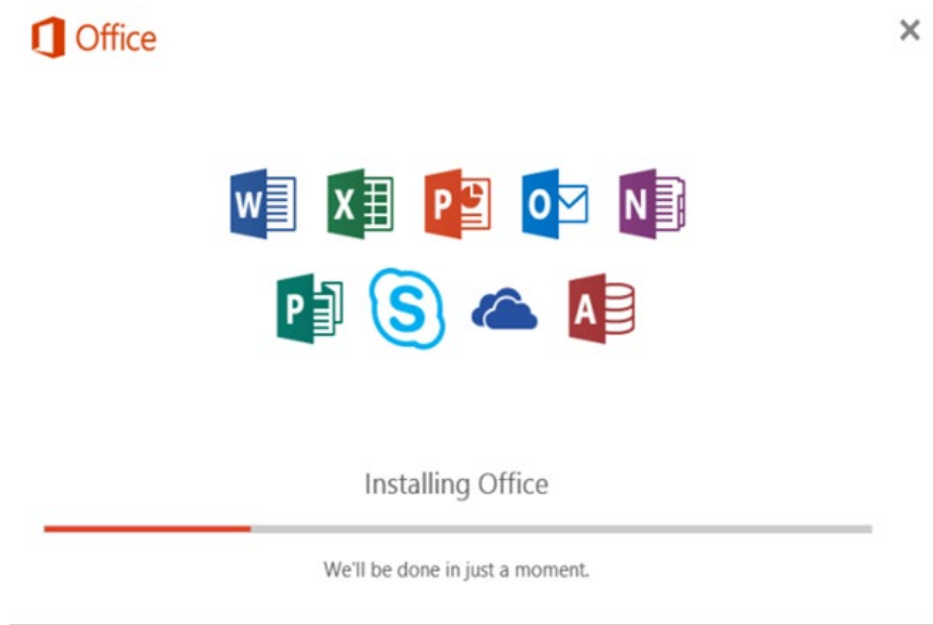 Office
W X P O N
P S A
Installing Office
We'll be done in just a moment.